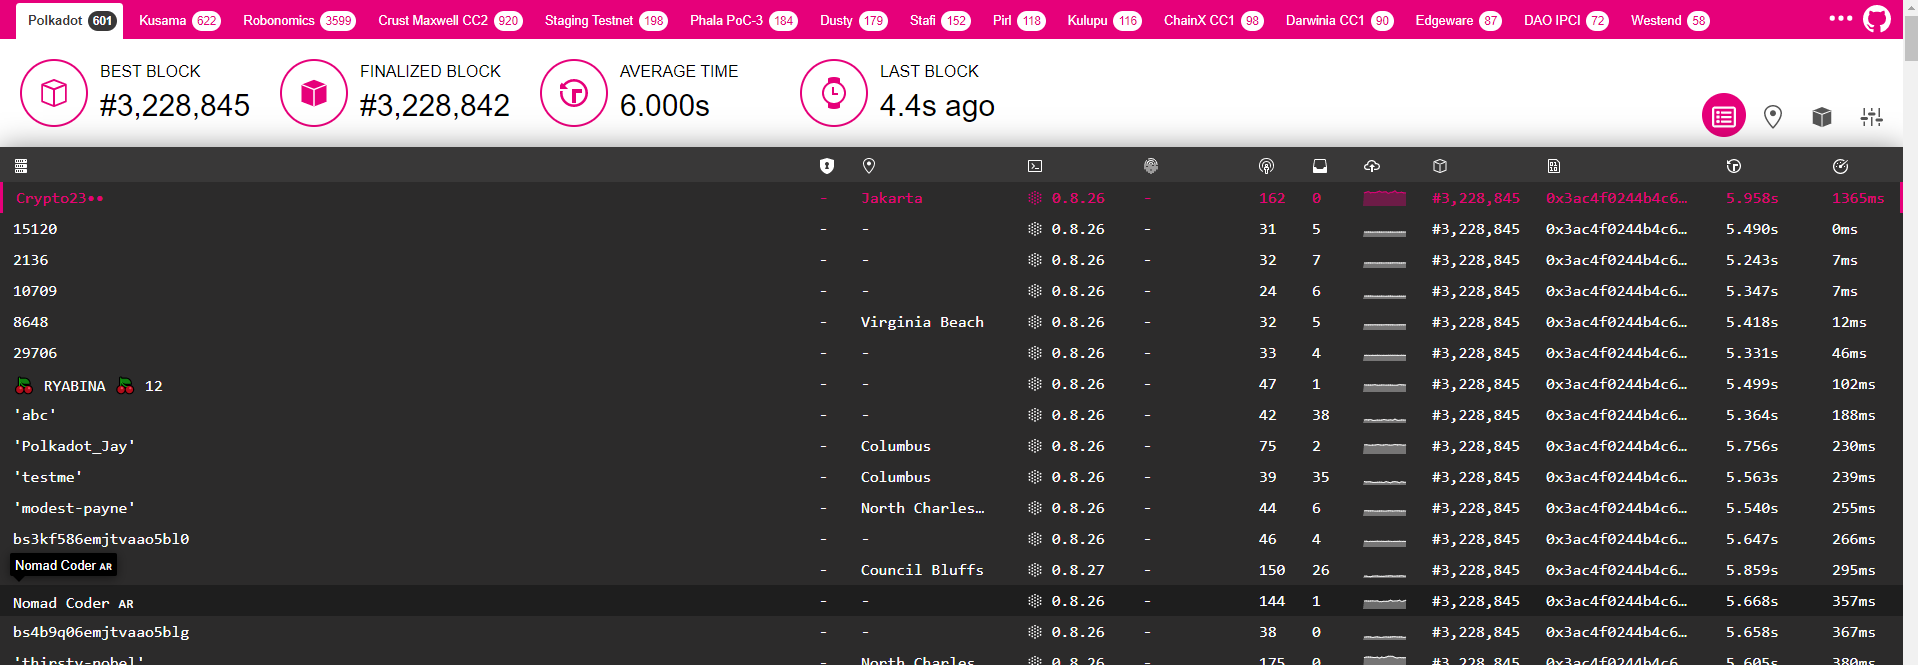 Polkadot 601 Kusama 622 Robonomics 3599 Crust Maxwell CC2 920 Staging Testnet 198 Phala PoC-3 184 Dusty 179 Stafi 152 Pirl 118 Kulupu 116 ChainX CC1 98 Darwinia CC1 90 Edgeware 87 DAO IPCI 72 Westend 58
BEST BLOCK
#3,228,845
FINALIZED BLOCK
#3,228,842
AVERAGE TIME
6.000s
LAST BLOCK
4.4s ago
Crypto23•• - Jakarta 0.8.26 - 162 0 #3,228,845 0x3ac4f0244b4c6… 5.958s 1365ms
15120 - - 0.8.26 - 31 5 #3,228,845 0x3ac4f0244b4c6… 5.490s 0ms
2136 - - 0.8.26 - 32 7 #3,228,845 0x3ac4f0244b4c6… 5.243s 7ms
10709 - - 0.8.26 - 24 6 #3,228,845 0x3ac4f0244b4c6… 5.347s 7ms
8648 - Virginia Beach 0.8.26 - 32 5 #3,228,845 0x3ac4f0244b4c6… 5.418s 12ms
29706 - - 0.8.26 - 33 4 #3,228,845 0x3ac4f0244b4c6… 5.331s 46ms
🍒 RYABINA 🍒 12 - - 0.8.26 - 47 1 #3,228,845 0x3ac4f0244b4c6… 5.499s 102ms
'abc' - - 0.8.26 - 42 38 #3,228,845 0x3ac4f0244b4c6… 5.364s 188ms
'Polkadot_Jay' - Columbus 0.8.26 - 75 2 #3,228,845 0x3ac4f0244b4c6… 5.756s 230ms
'testme' - Columbus 0.8.26 - 39 35 #3,228,845 0x3ac4f0244b4c6… 5.563s 239ms
'modest-payne' - North Charles… 0.8.26 - 44 6 #3,228,845 0x3ac4f0244b4c6… 5.540s 255ms
bs3kf586emjtvaao5bl0 - - 0.8.26 - 46 4 #3,228,845 0x3ac4f0244b4c6… 5.647s 266ms
Nomad Coder AR
- Council Bluffs 0.8.27 - 150 26 #3,228,845 0x3ac4f0244b4c6… 5.859s 295ms
Nomad Coder AR - - 0.8.26 - 144 1 #3,228,845 0x3ac4f0244b4c6… 5.668s 357ms
bs4b9q06emjtvaao5blg - - 0.8.26 - 38 0 #3,228,845 0x3ac4f0244b4c6… 5.658s 367ms
'thirsty-nobel' - North Charles… 0.8.26 - 175 0 #3,228,845 0x3ac4f0244b4c6… 5.605s 380ms